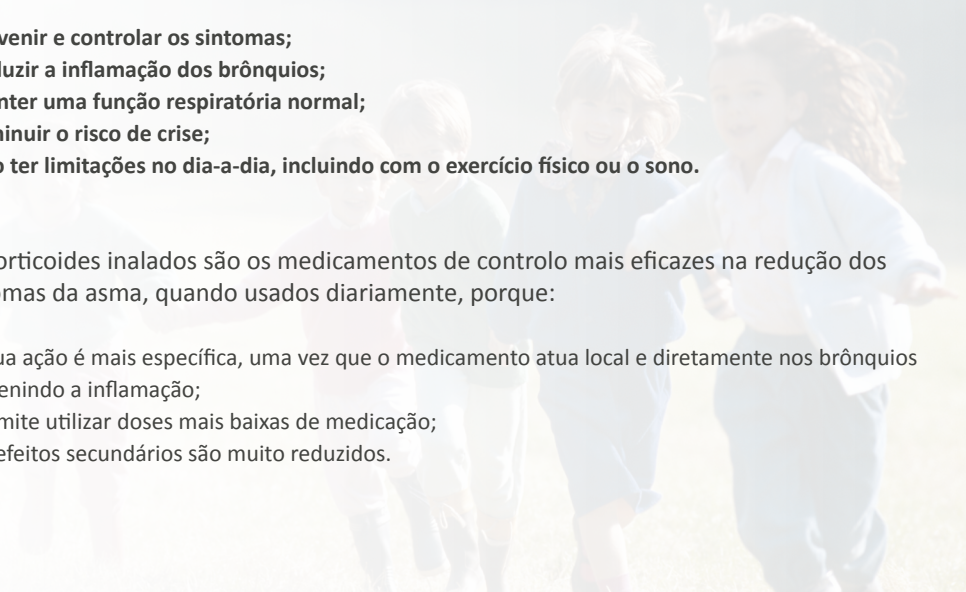 venir e controlar os sintomas;
uzir a inflamação dos brônquios;
nter uma função respiratória normal;
inuir o risco de crise;
o ter limitações no dia-a-dia, incluindo com o exercício físico ou o sono.
orticoides inalados são os medicamentos de controlo mais eficazes na redução dos
omas da asma, quando usados diariamente, porque:
ua ação é mais específica, uma vez que o medicamento atua local e diretamente nos brônquios
enindo a inflamação;
mite utilizar doses mais baixas de medicação;
efeitos secundários são muito reduzidos.